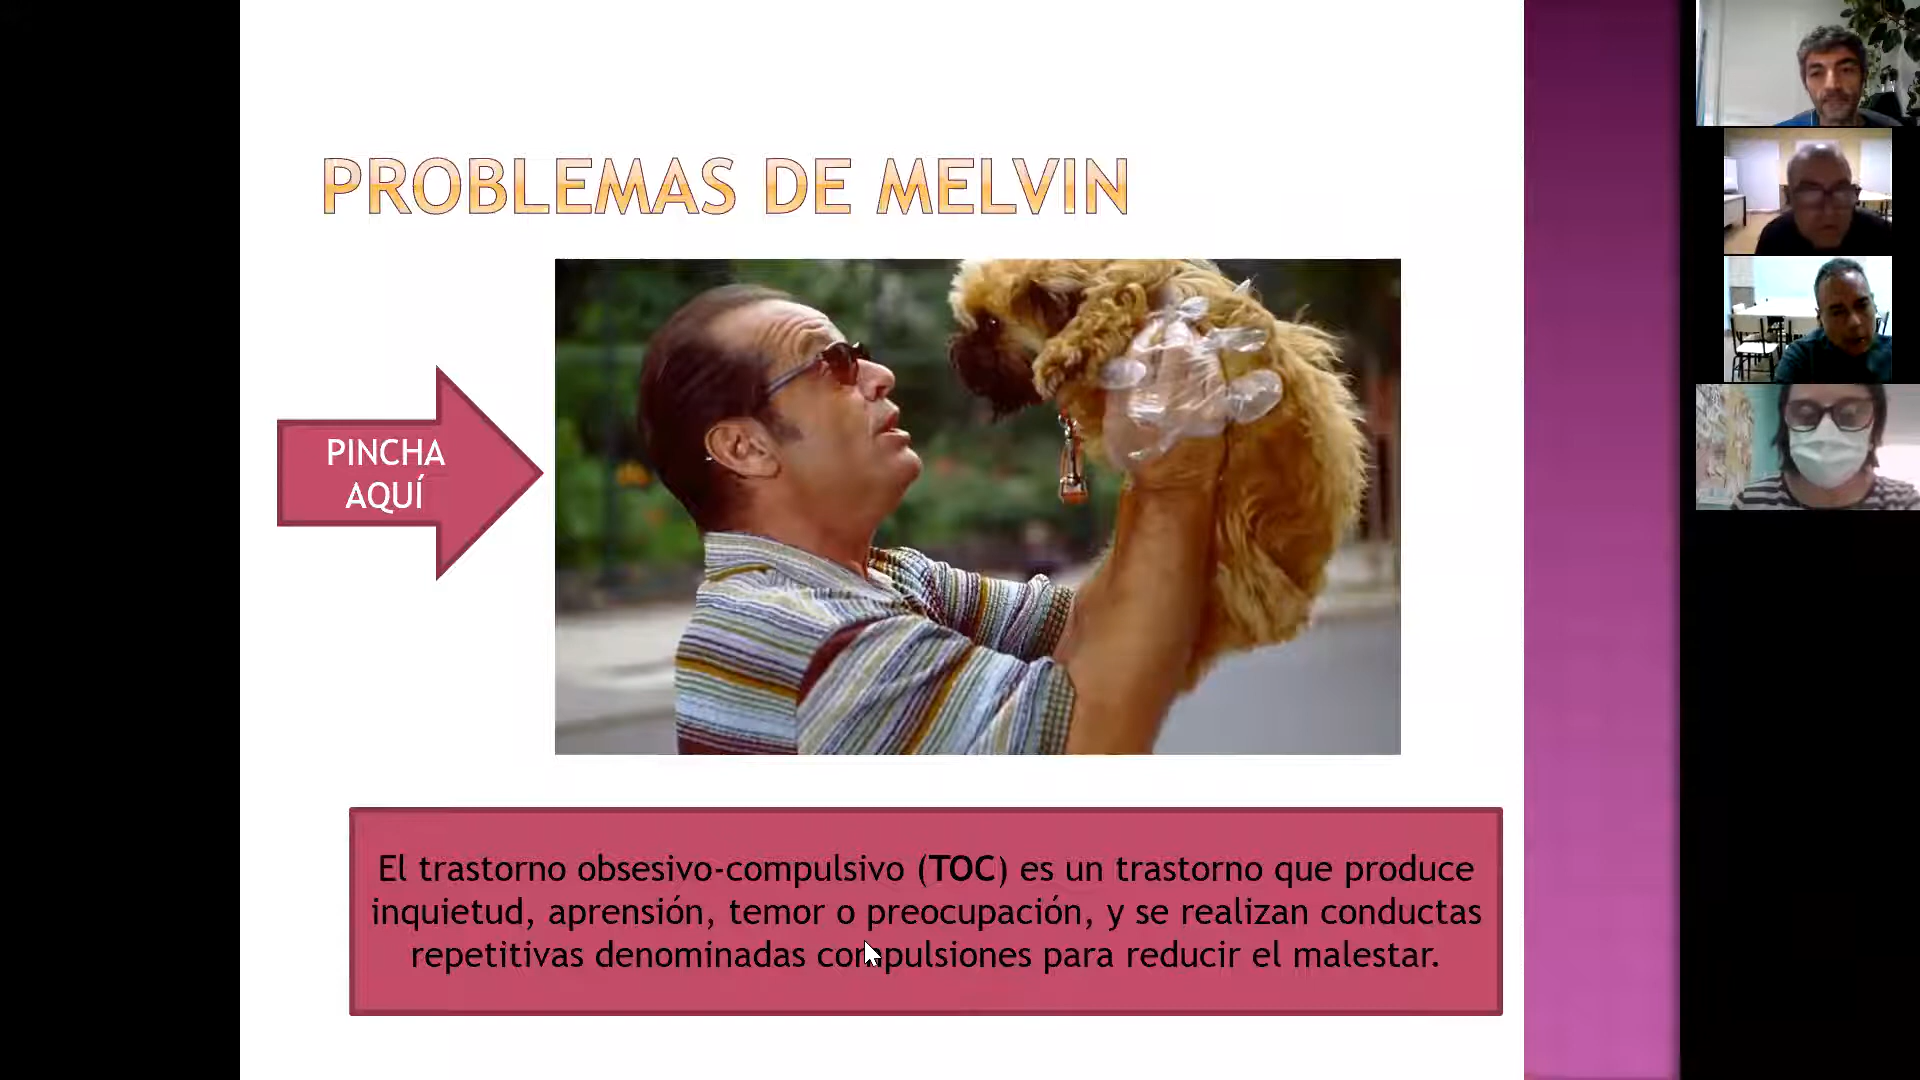 PROBLEMAS DE MELVIN
PINCHA
AQUÍ
El trastorno obsesivo-compulsivo (TOC) es un trastorno que produce
inquietud, aprensión, temor o preocupación, y se realizan conductas
repetitivas denominadas compulsiones para reducir el malestar.